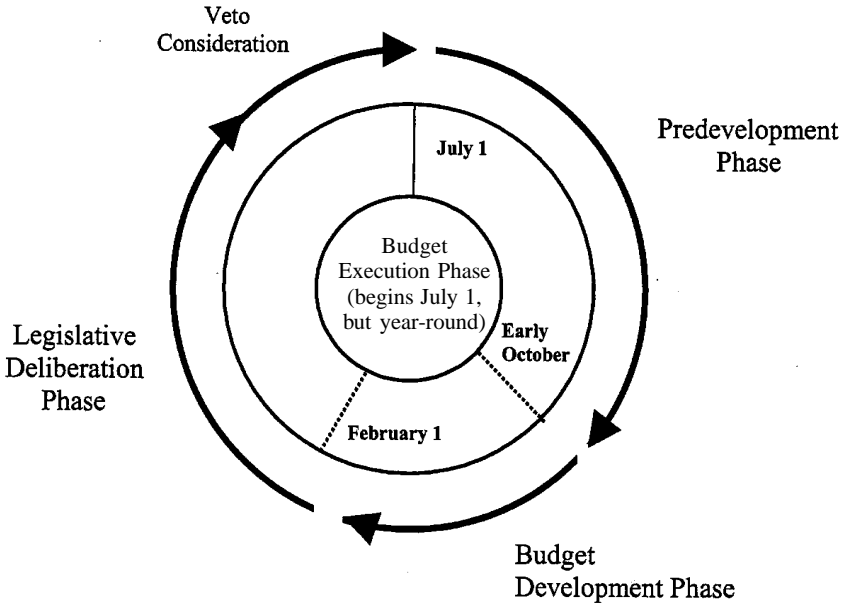 Veto
Consideration
Predevelopment
Phase
July 1
Budget
Execution Phase
(begins July 1,
but year-round)
Early
October
Legislative
Deliberation
Phase
February 1
Budget
Development Phase